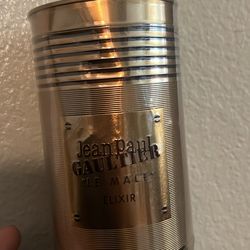 Jean Paul
GAULTIER
"LE MALE"
ELIXIR